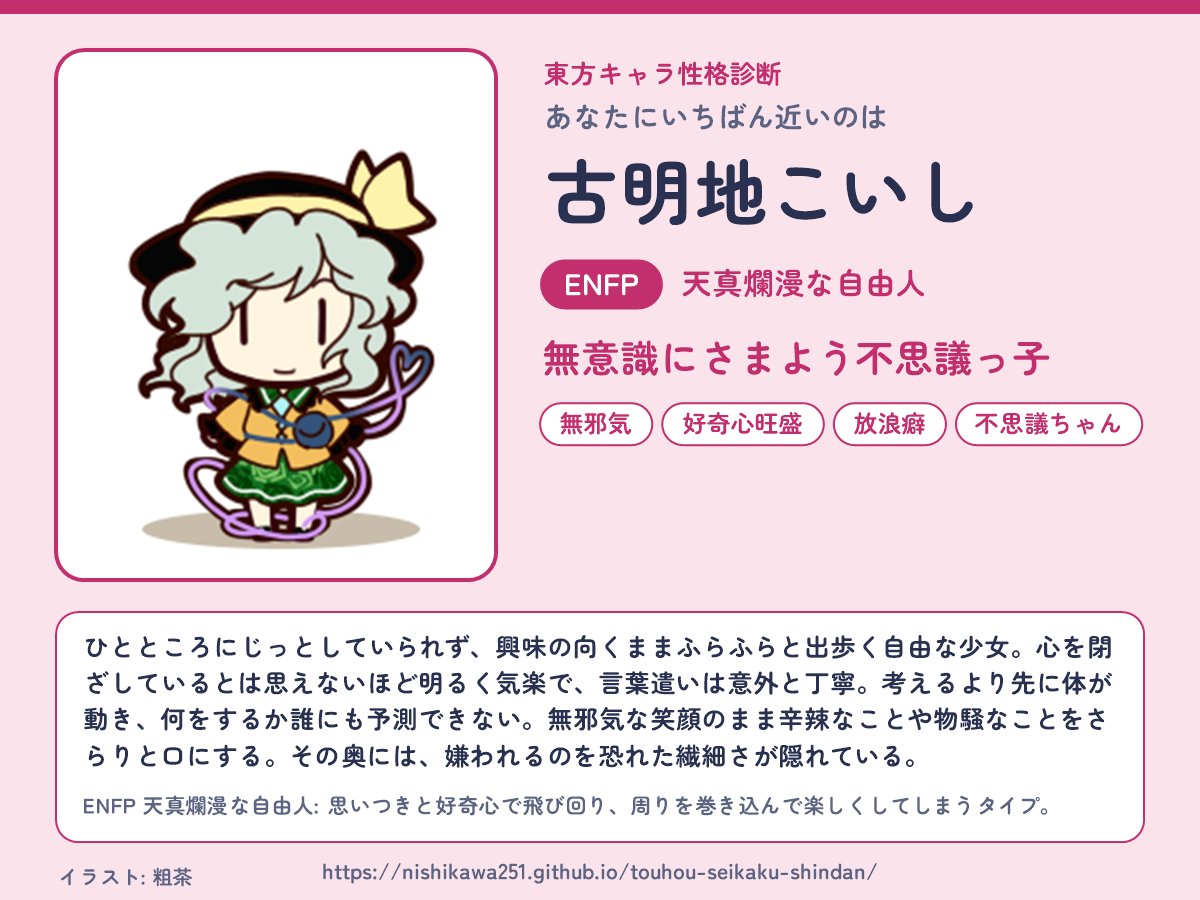 東方キャラ性格診断
あなたにいちばん近いのは
古明地こいし
ENFP 天真爛漫な自由人
無意識にさまよう不思議っ子
無邪気 好奇心旺盛 放浪癖 不思議ちゃん
ひとところにじっとしていられず、興味の向くままふらふらと出歩く自由な少女。心を閉
ざしているとは思えないほど明るく気楽で、言葉遣いは意外と丁寧。考えるより先に体が
動き、何をするか誰にも予測できない。無邪気な笑顔のまま辛辣なことや物騒なことをさ
らりと口にする。その奥には、嫌われるのを恐れた繊細さが隠れている。
ENFP 天真爛漫な自由人: 思いつきと好奇心で飛び回り、周りを巻き込んで楽しくしてしまうタイプ。
イラスト: 粗茶 https://nishikawa251.github.io/touhou-seikaku-shindan/